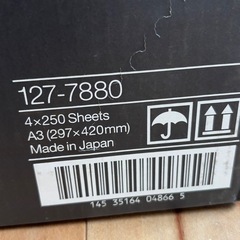 127-7880
4×250 Sheets
A3 (297×420mm)
Made in Japan
145 35164 04866 5